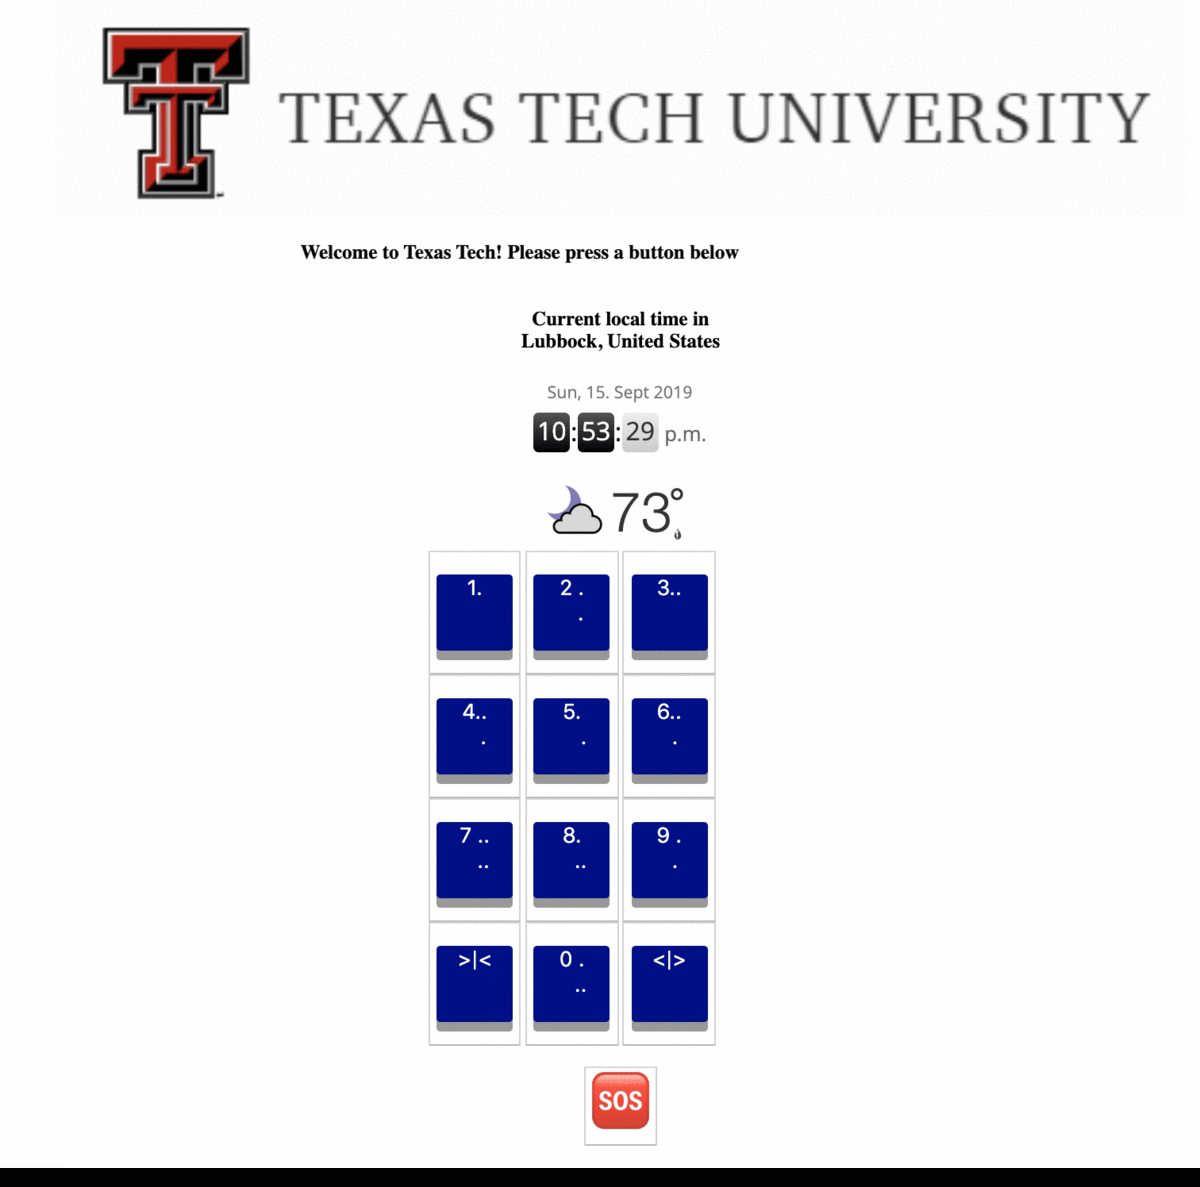 TEXAS TECH UNIVERSITY
Welcome to Texas Tech! Please press a button below
Current local time in
Lubbock, United States
Sun, 15. Sept 2019
10:53:29 p.m.
73°
1. 2 . 3..
.
4.. 5. 6..
. . .
7 .. 8. 9 .
.. .. .
>|< 0 . <|>
..
SOS